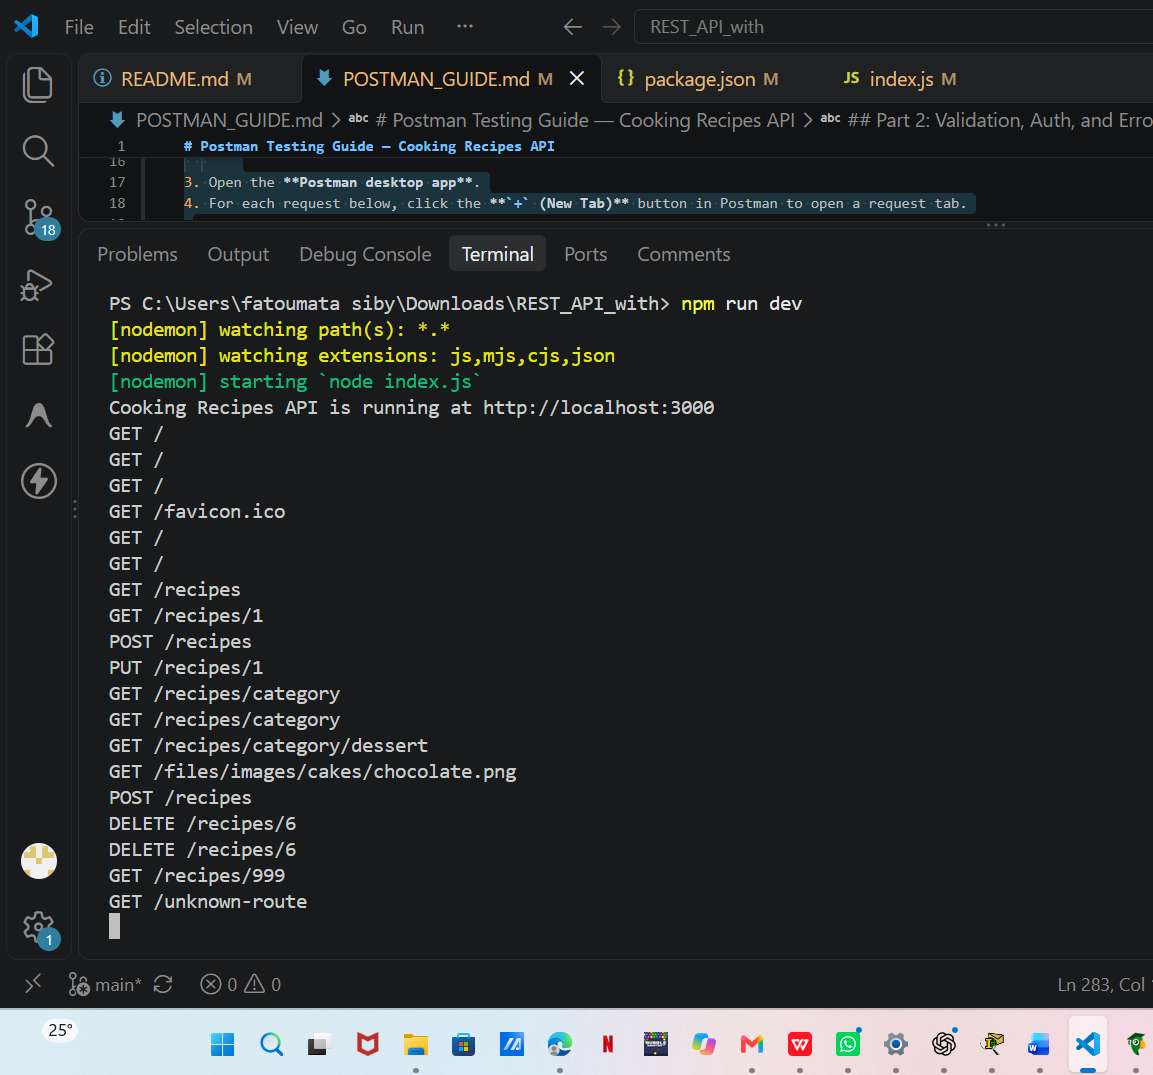 File Edit Selection View Go Run ··· REST_API_with
README.md M POSTMAN_GUIDE.md M {} package.json M JS index.js M
POSTMAN_GUIDE.md > abc # Postman Testing Guide — Cooking Recipes API > abc ## Part 2: Validation, Auth, and Erro
1 # Postman Testing Guide — Cooking Recipes API
16
17 3. Open the **Postman desktop app**.
18 4. For each request below, click the **`+` (New Tab)** button in Postman to open a request tab.
18
Problems Output Debug Console Terminal Ports Comments
PS C:\Users\fatoumata siby\Downloads\REST_API_with> npm run dev
[nodemon] watching path(s): *.*
[nodemon] watching extensions: js,mjs,cjs,json
[nodemon] starting `node index.js`
Cooking Recipes API is running at http://localhost:3000
GET /
GET /
GET /
GET /favicon.ico
GET /
GET /
GET /recipes
GET /recipes/1
POST /recipes
PUT /recipes/1
GET /recipes/category
GET /recipes/category
GET /recipes/category/dessert
GET /files/images/cakes/chocolate.png
POST /recipes
DELETE /recipes/6
DELETE /recipes/6
GET /recipes/999
GET /unknown-route
1
main* 0 0 Ln 283, Col
25°